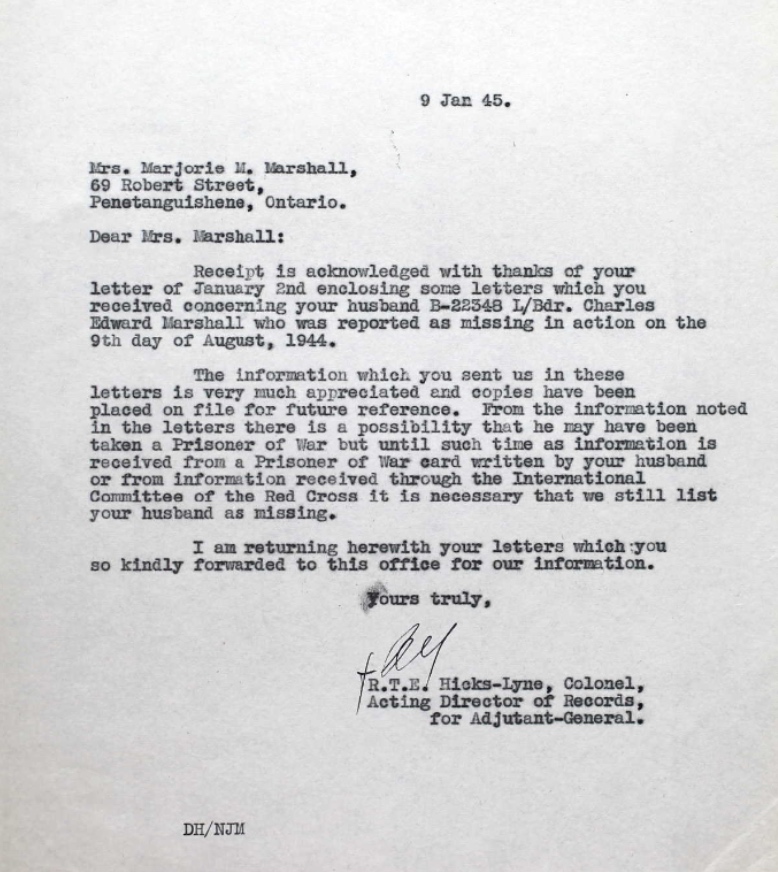 9 Jan 45.
Mrs. Marjorie M. Marshall,
69 Robert Street,
Penetanguishene, Ontario.
Dear Mrs. Marshall:
Receipt is acknowledged with thanks of your
letter of January 2nd enclosing some letters which you
received concerning your husband B-22348 L/Bdr. Charles
Edward Marshall who was reported as missing in action on the
9th day of August, 1944.
The information which you sent us in these
letters is very much appreciated and copies have been
placed on file for future reference. From the information noted
in the letters there is a possibility that he may have been
taken a Prisoner of War but until such time as information is
received from a Prisoner of War card written by your husband
or from information received through the International
Committee of the Red Cross it is necessary that we still list
your husband as missing.
I am returning herewith your letters which you
so kindly forwarded to this office for our information.
Yours truly,
R.T.E. Hicks-Lyne, Colonel,
Acting Director of Records,
for Adjutant-General.
DH/NJM